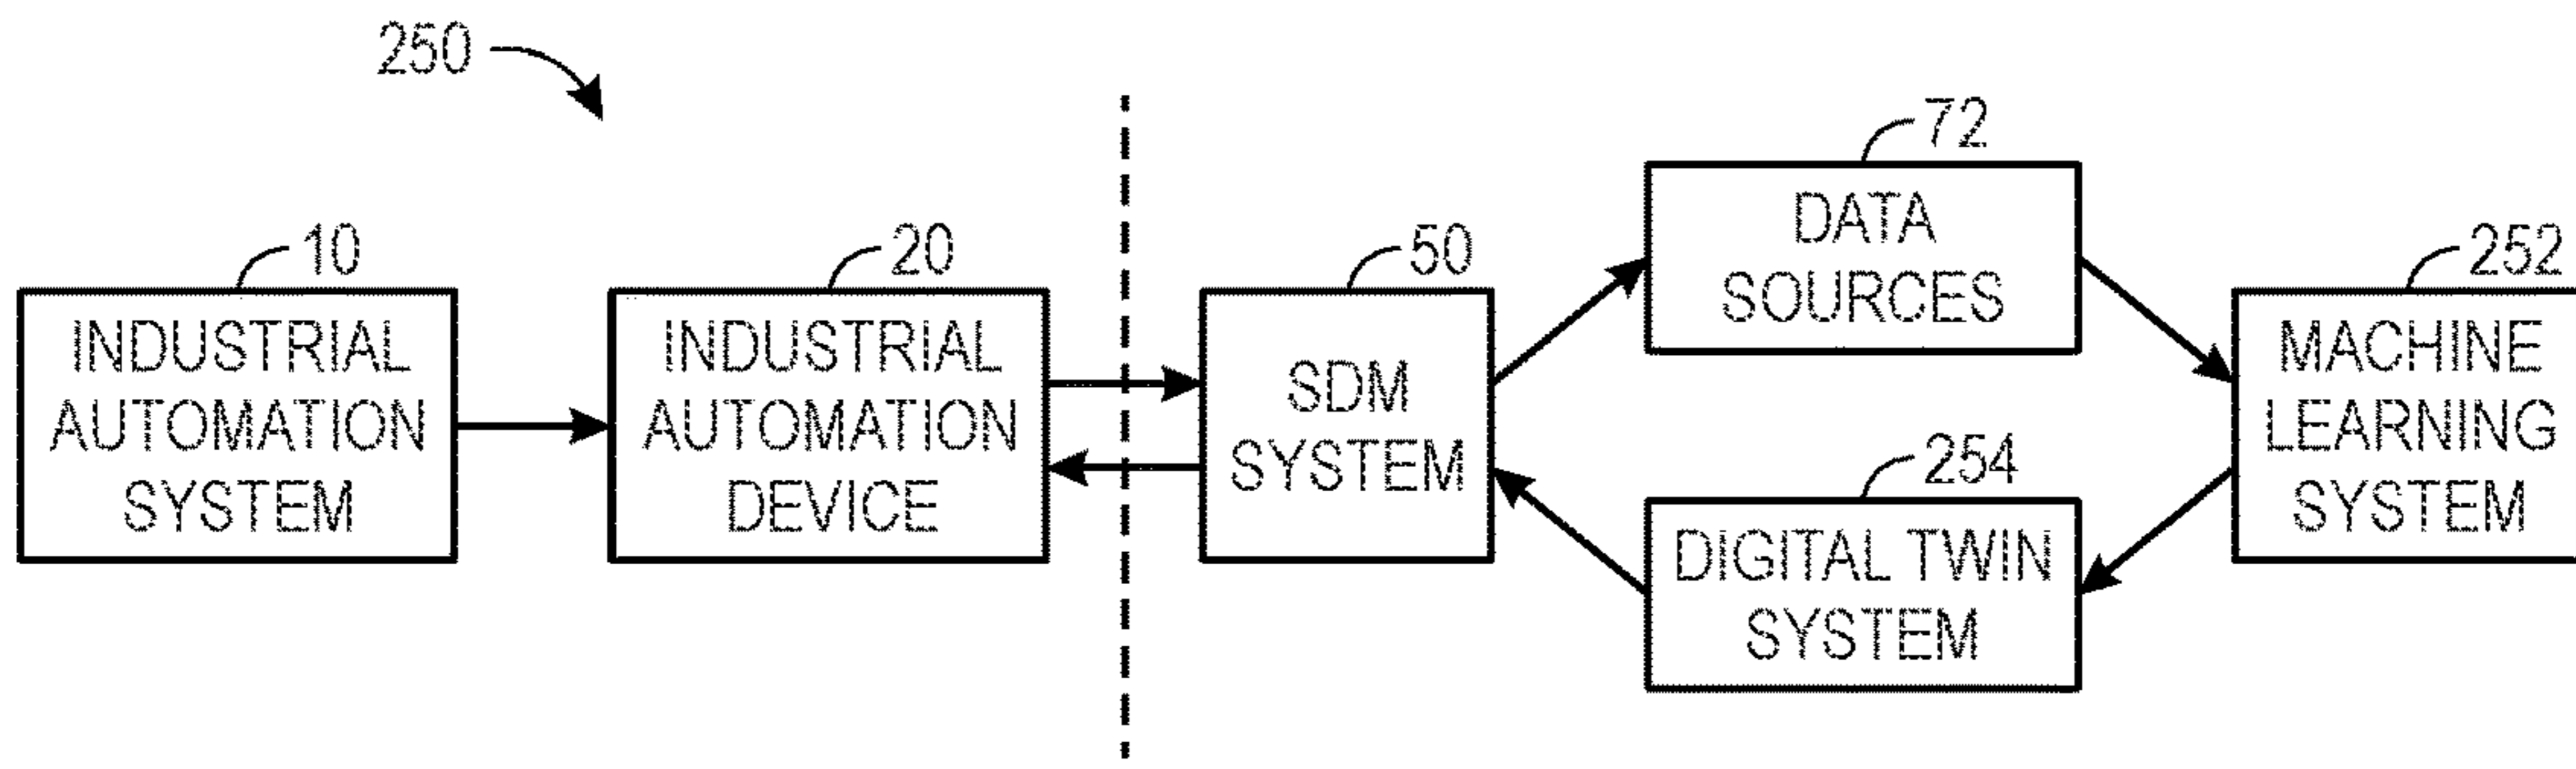 250
10
INDUSTRIAL
AUTOMATION
SYSTEM
20
INDUSTRIAL
AUTOMATION
DEVICE
50
SDM
SYSTEM
72
DATA
SOURCES
254
DIGITAL TWIN
SYSTEM
252
MACHINE
LEARNING
SYSTEM